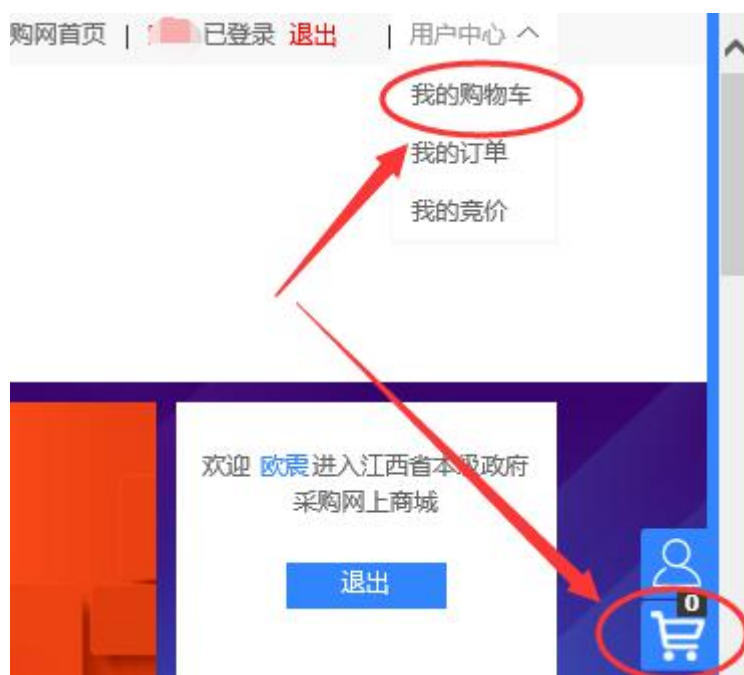 购网首页 | 已登录 退出 | 用户中心
我的购物车
我的订单
我的竞价
欢迎 欧震进入江西省本级政府
采购网上商城
退出
0